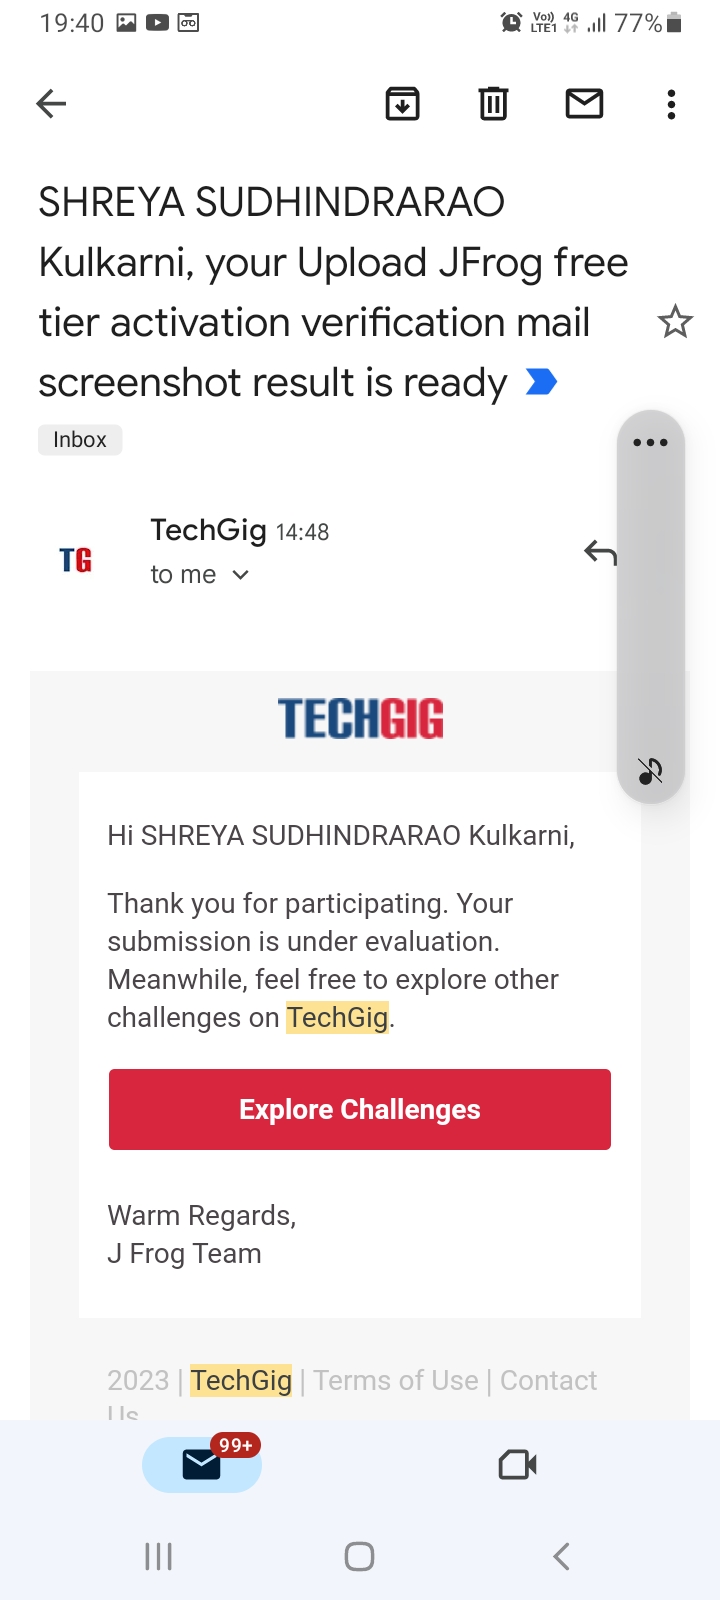 19:40 Vo)) LTE1 4G 77%
SHREYA SUDHINDRARAO
Kulkarni, your Upload JFrog free
tier activation verification mail
screenshot result is ready
Inbox
TG
TechGig 14:48
to me
TECHGIG
Hi SHREYA SUDHINDRARAO Kulkarni,
Thank you for participating. Your
submission is under evaluation.
Meanwhile, feel free to explore other
challenges on TechGig.
Explore Challenges
Warm Regards,
J Frog Team
2023 | TechGig | Terms of Use | Contact
Us
99+